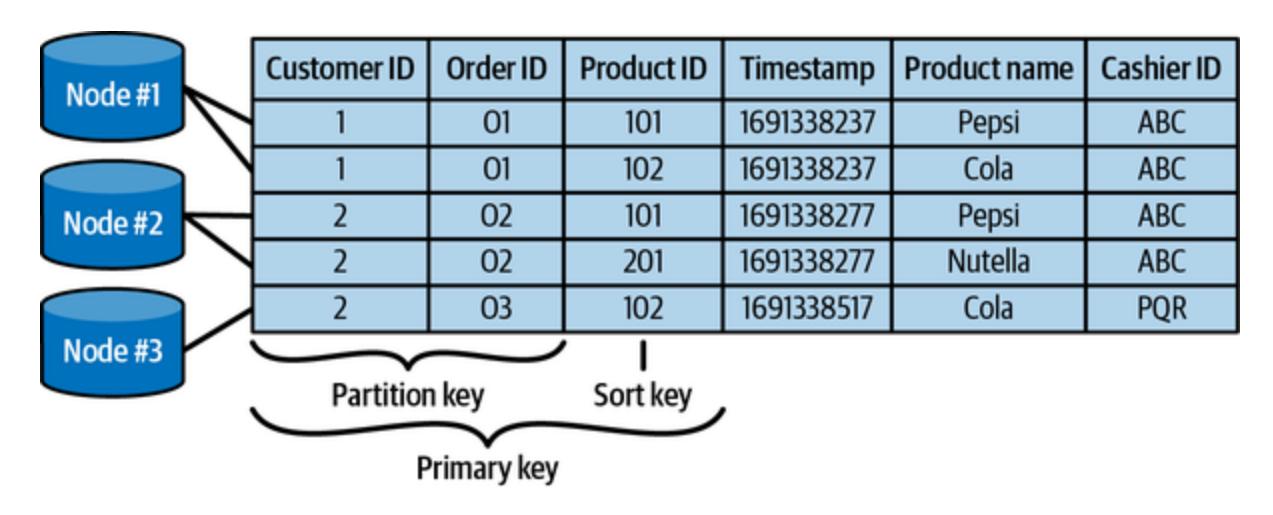 Node #1
Node #2
Node #3
Customer ID Order ID Product ID Timestamp Product name Cashier ID
1 O1 101 1691338237 Pepsi ABC
1 O1 102 1691338237 Cola ABC
2 O2 101 1691338277 Pepsi ABC
2 O2 201 1691338277 Nutella ABC
2 O3 102 1691338517 Cola PQR
Partition key Sort key
Primary key